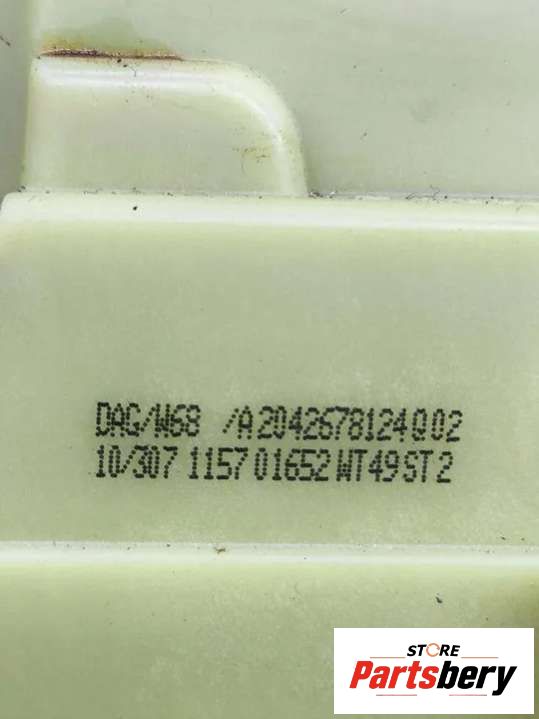 DAG/W68 /A2042678124Q02
10/307 1157 01652 WT49 ST2
STORE
Partsbery